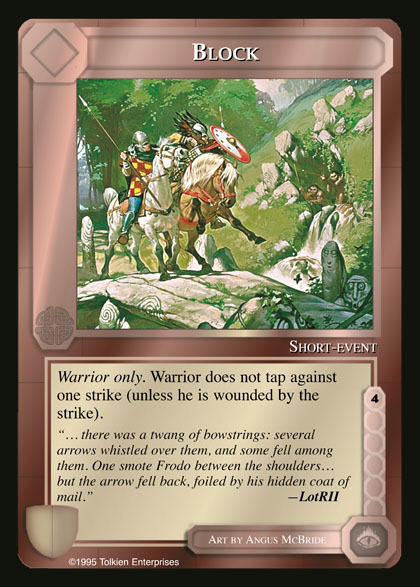 Block
Short-event
Warrior only. Warrior does not tap against
one strike (unless he is wounded by the
strike).
4
“… there was a twang of bowstrings: several
arrows whistled over them, and some fell among
them. One smote Frodo between the shoulders…
but the arrow fell back, foiled by his hidden coat of
mail.” –LotRII
Art by Angus McBride
©1995 Tolkien Enterprises